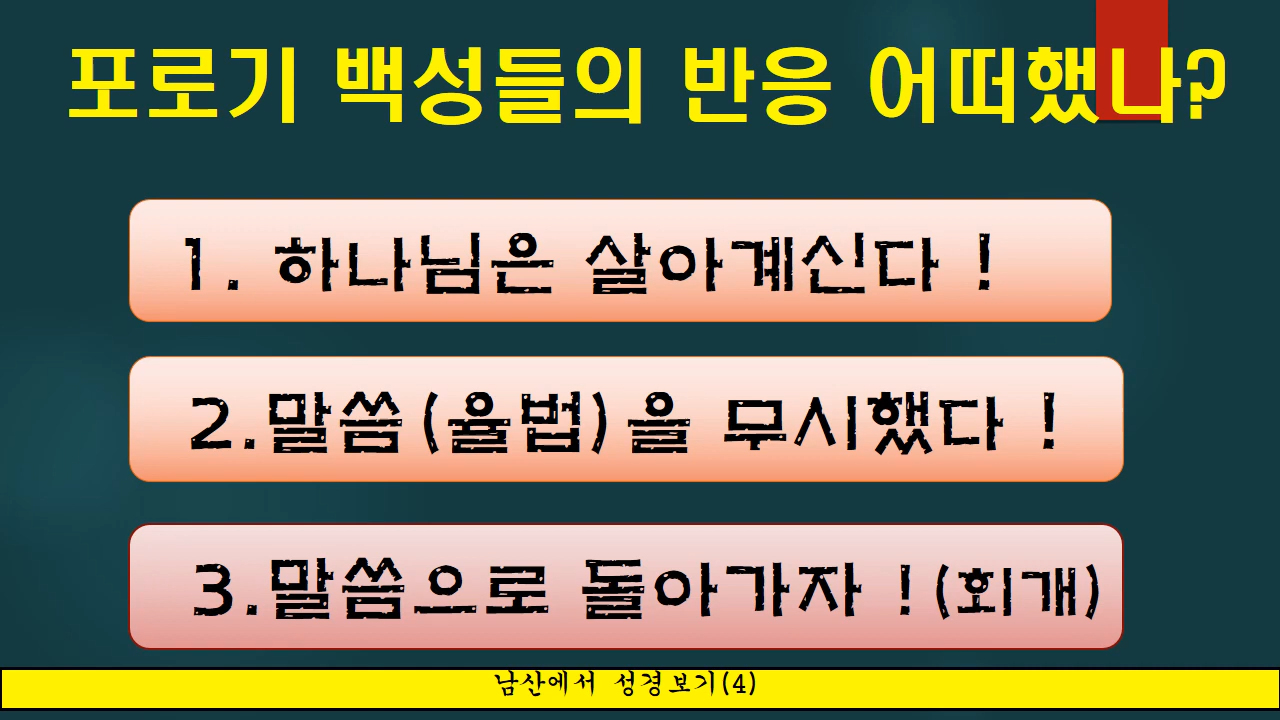 포로기 백성들의 반응 어떠했나?
1. 하나님은 살아계신다 !
2.말씀(율법)을 무시했다 !
3.말씀으로 돌아가자 !(회개)
남산에서 성경보기(4)